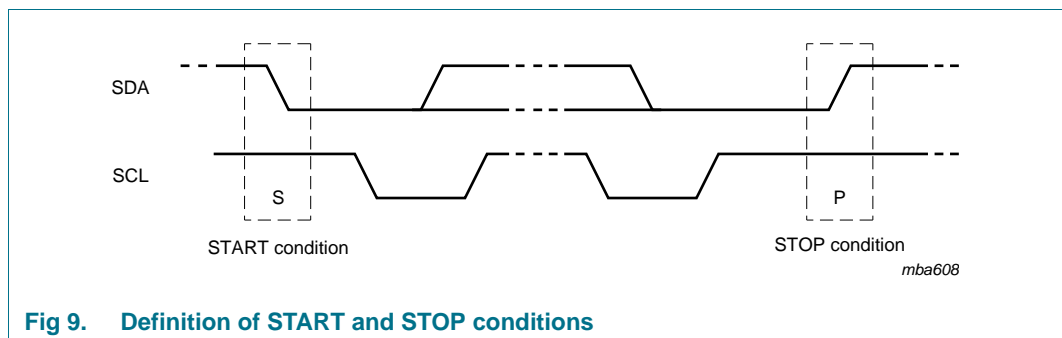 SDA
SCL
S
P
START condition
STOP condition
mba608
Fig 9. Definition of START and STOP conditions